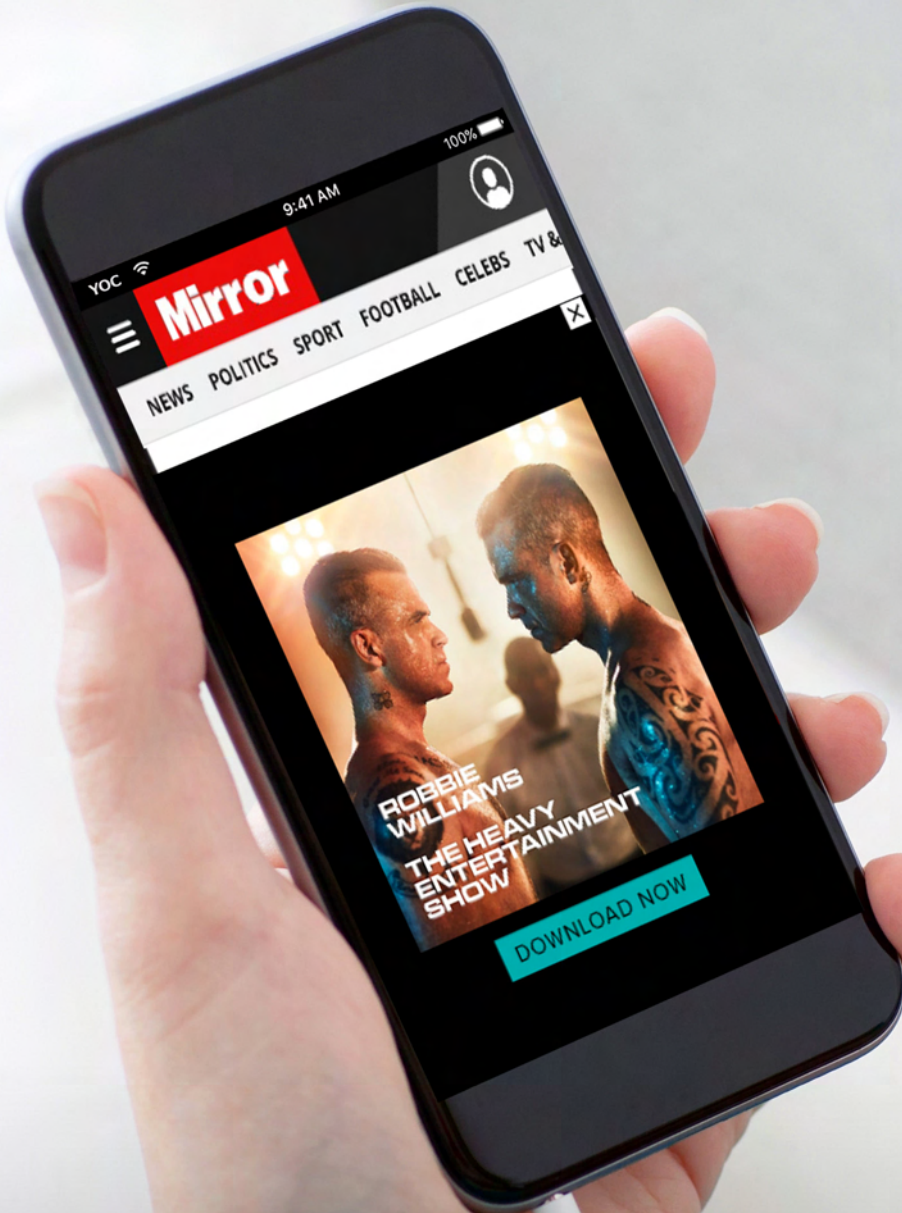 YOC 9:41 AM 100%
Mirror
NEWS POLITICS SPORT FOOTBALL CELEBS TV &
ROBBIE
WILLIAMS
THE HEAVY
ENTERTAINMENT
SHOW
DOWNLOAD NOW